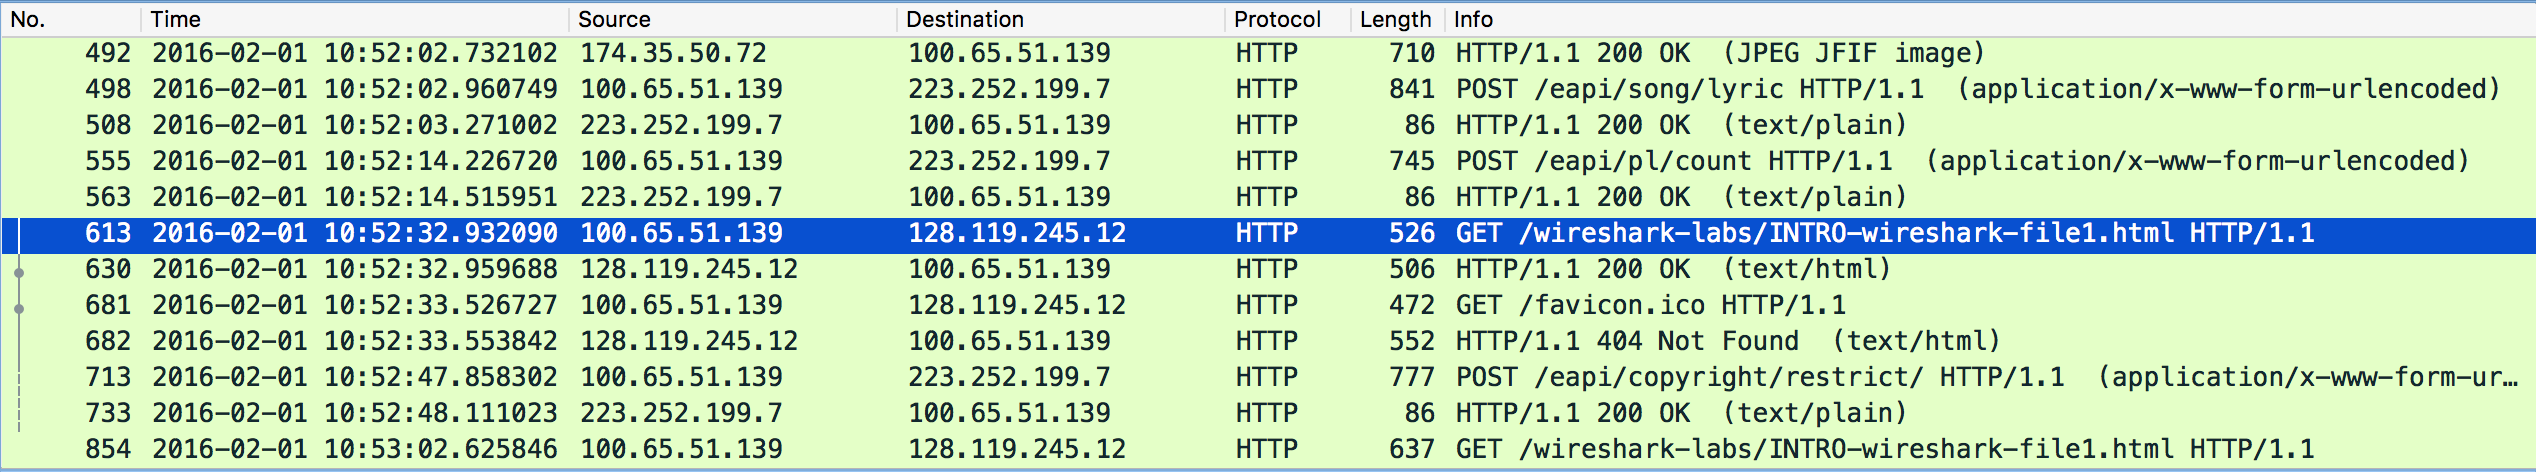 No. Time Source Destination Protocol Length Info
492 2016-02-01 10:52:02.732102 174.35.50.72 100.65.51.139 HTTP 710 HTTP/1.1 200 OK (JPEG JFIF image)
498 2016-02-01 10:52:02.960749 100.65.51.139 223.252.199.7 HTTP 841 POST /eapi/song/lyric HTTP/1.1 (application/x-www-form-urlencoded)
508 2016-02-01 10:52:03.271002 223.252.199.7 100.65.51.139 HTTP 86 HTTP/1.1 200 OK (text/plain)
555 2016-02-01 10:52:14.226720 100.65.51.139 223.252.199.7 HTTP 745 POST /eapi/pl/count HTTP/1.1 (application/x-www-form-urlencoded)
563 2016-02-01 10:52:14.515951 223.252.199.7 100.65.51.139 HTTP 86 HTTP/1.1 200 OK (text/plain)
613 2016-02-01 10:52:32.932090 100.65.51.139 128.119.245.12 HTTP 526 GET /wireshark-labs/INTRO-wireshark-file1.html HTTP/1.1
630 2016-02-01 10:52:32.959688 128.119.245.12 100.65.51.139 HTTP 506 HTTP/1.1 200 OK (text/html)
681 2016-02-01 10:52:33.526727 100.65.51.139 128.119.245.12 HTTP 472 GET /favicon.ico HTTP/1.1
682 2016-02-01 10:52:33.553842 128.119.245.12 100.65.51.139 HTTP 552 HTTP/1.1 404 Not Found (text/html)
713 2016-02-01 10:52:47.858302 100.65.51.139 223.252.199.7 HTTP 777 POST /eapi/copyright/restrict/ HTTP/1.1 (application/x-www-form-ur…
733 2016-02-01 10:52:48.111023 223.252.199.7 100.65.51.139 HTTP 86 HTTP/1.1 200 OK (text/plain)
854 2016-02-01 10:53:02.625846 100.65.51.139 128.119.245.12 HTTP 637 GET /wireshark-labs/INTRO-wireshark-file1.html HTTP/1.1